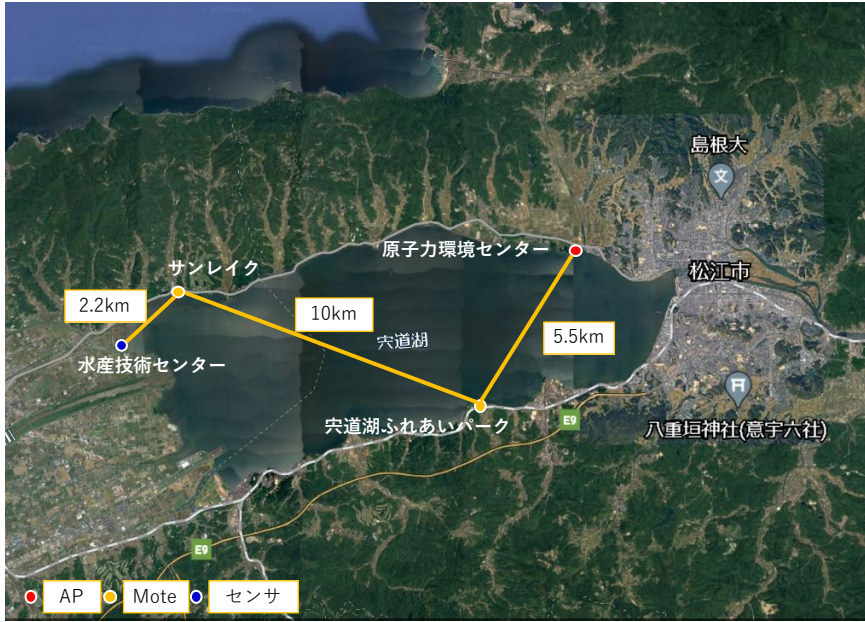 島根大
文
原子力環境センター
松江市
サンレイク
2.2km
10km
宍道湖
5.5km
水産技術センター
宍道湖ふれあいパーク
E9
八重垣神社(意宇六社)
E9
AP
Mote
センサ